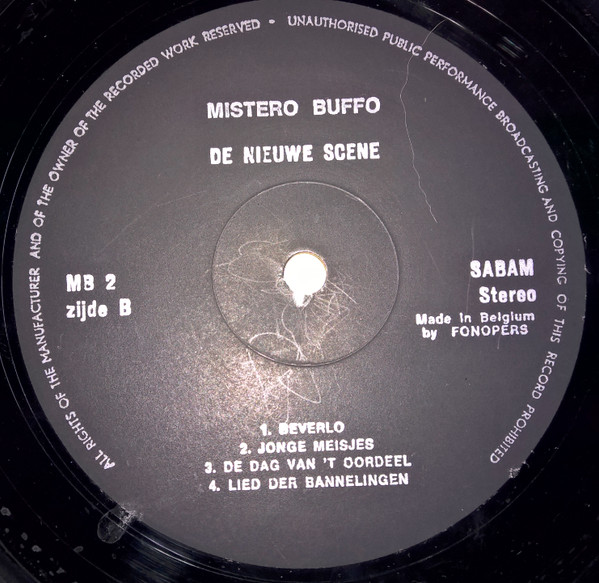 ALL RIGHTS OF THE MANUFACTURER AND OF THE OWNER OF THE RECORDED WORK RESERVED • UNAUTHORISED PUBLIC PERFORMANCE BROADCASTING AND COPYING OF THIS RECORD PROHIBITED
MISTERO BUFFO
DE NIEUWE SCENE
MB 2
zijde B
SABAM
Stereo
Made in Belgium
by FONOPERS
1. BEVERLO
2. JONGE MEISJES
3. DE DAG VAN 'T OORDEEL
4. LIED DER BANNELINGEN